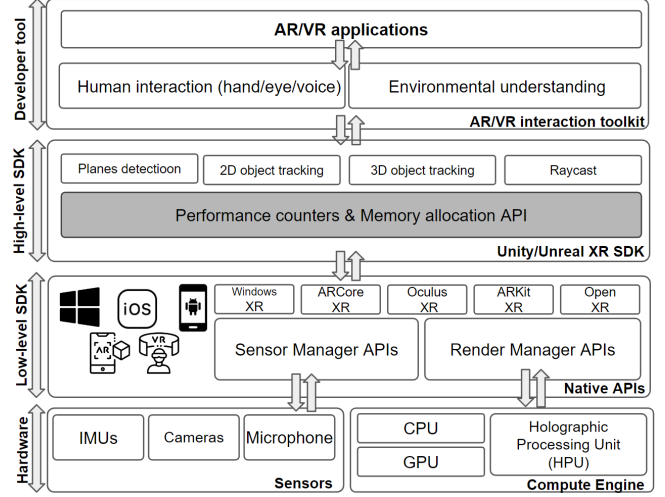 Developer tool
AR/VR applications
Human interaction (hand/eye/voice)
Environmental understanding
AR/VR interaction toolkit
High-level SDK
Planes detectioon
2D object tracking
3D object tracking
Raycast
Performance counters & Memory allocation API
Unity/Unreal XR SDK
Low-level SDK
iOS
AR
VR
Windows
XR
ARCore
XR
Oculus
XR
ARKit
XR
Open
XR
Sensor Manager APIs
Render Manager APIs
Native APIs
Hardware
IMUs
Cameras
Microphone
Sensors
CPU
GPU
Holographic
Processing Unit
(HPU)
Compute Engine